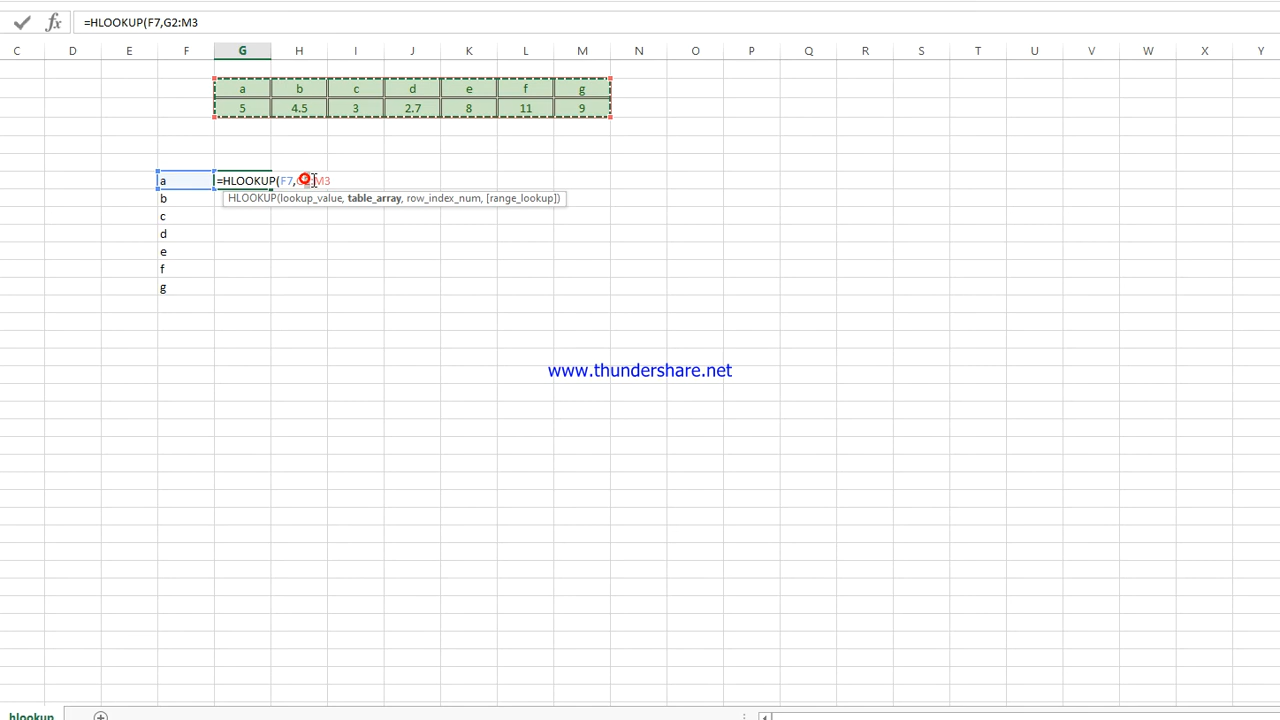 =HLOOKUP(F7,G2:M3
C D E F G H I J K L M N O P Q R S T U V W X Y
a b c d e f g
5 4.5 3 2.7 8 11 9
a =HLOOKUP(F7, M3
HLOOKUP(lookup_value, table_array, row_index_num, [range_lookup])
b
c
d
e
f
g
www.thundershare.net
hlookup